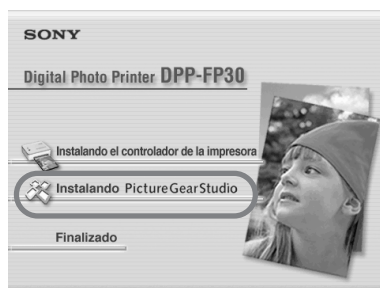 SONY
Digital Photo Printer DPP-FP30
Instalando el controlador de la impresora
Instalando PictureGearStudio
Finalizado